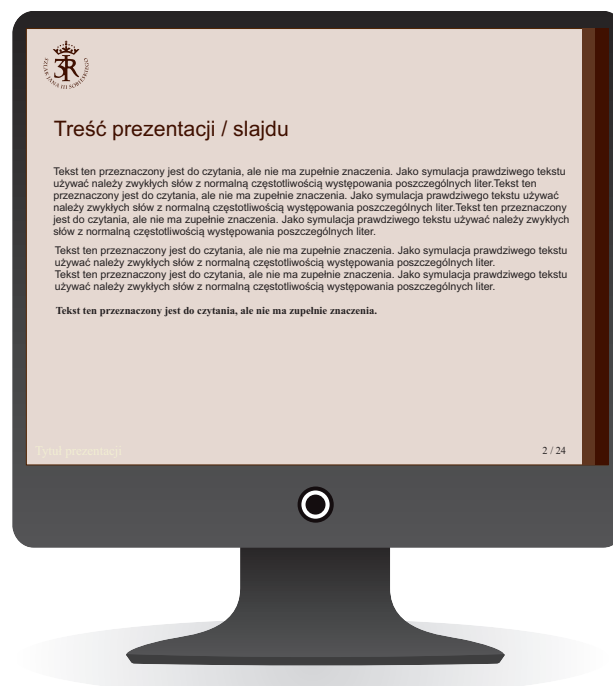 3R
SZLAK JANA III SOBIESKIEGO
Treść prezentacji / slajdu
Tekst ten przeznaczony jest do czytania, ale nie ma zupełnie znaczenia. Jako symulacja prawdziwego tekstu
używać należy zwykłych słów z normalną częstotliwością występowania poszczególnych liter.Tekst ten
przeznaczony jest do czytania, ale nie ma zupełnie znaczenia. Jako symulacja prawdziwego tekstu używać
należy zwykłych słów z normalną częstotliwością występowania poszczególnych liter.Tekst ten przeznaczony
jest do czytania, ale nie ma zupełnie znaczenia. Jako symulacja prawdziwego tekstu używać należy zwykłych
słów z normalną częstotliwością występowania poszczególnych liter.
Tekst ten przeznaczony jest do czytania, ale nie ma zupełnie znaczenia. Jako symulacja prawdziwego tekstu
używać należy zwykłych słów z normalną częstotliwością występowania poszczególnych liter.
Tekst ten przeznaczony jest do czytania, ale nie ma zupełnie znaczenia. Jako symulacja prawdziwego tekstu
używać należy zwykłych słów z normalną częstotliwością występowania poszczególnych liter.
Tekst ten przeznaczony jest do czytania, ale nie ma zupełnie znaczenia.
Tytuł prezentacji
2 / 24